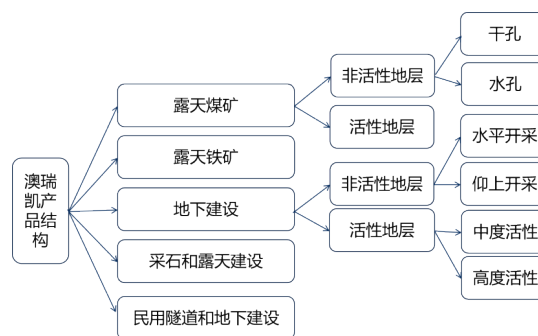 澳瑞
凯产
品结
构
露天煤矿
露天铁矿
地下建设
采石和露天建设
民用隧道和地下建设
非活性地层
活性地层
非活性地层
活性地层
干孔
水孔
水平开采
仰上开采
中度活性
高度活性